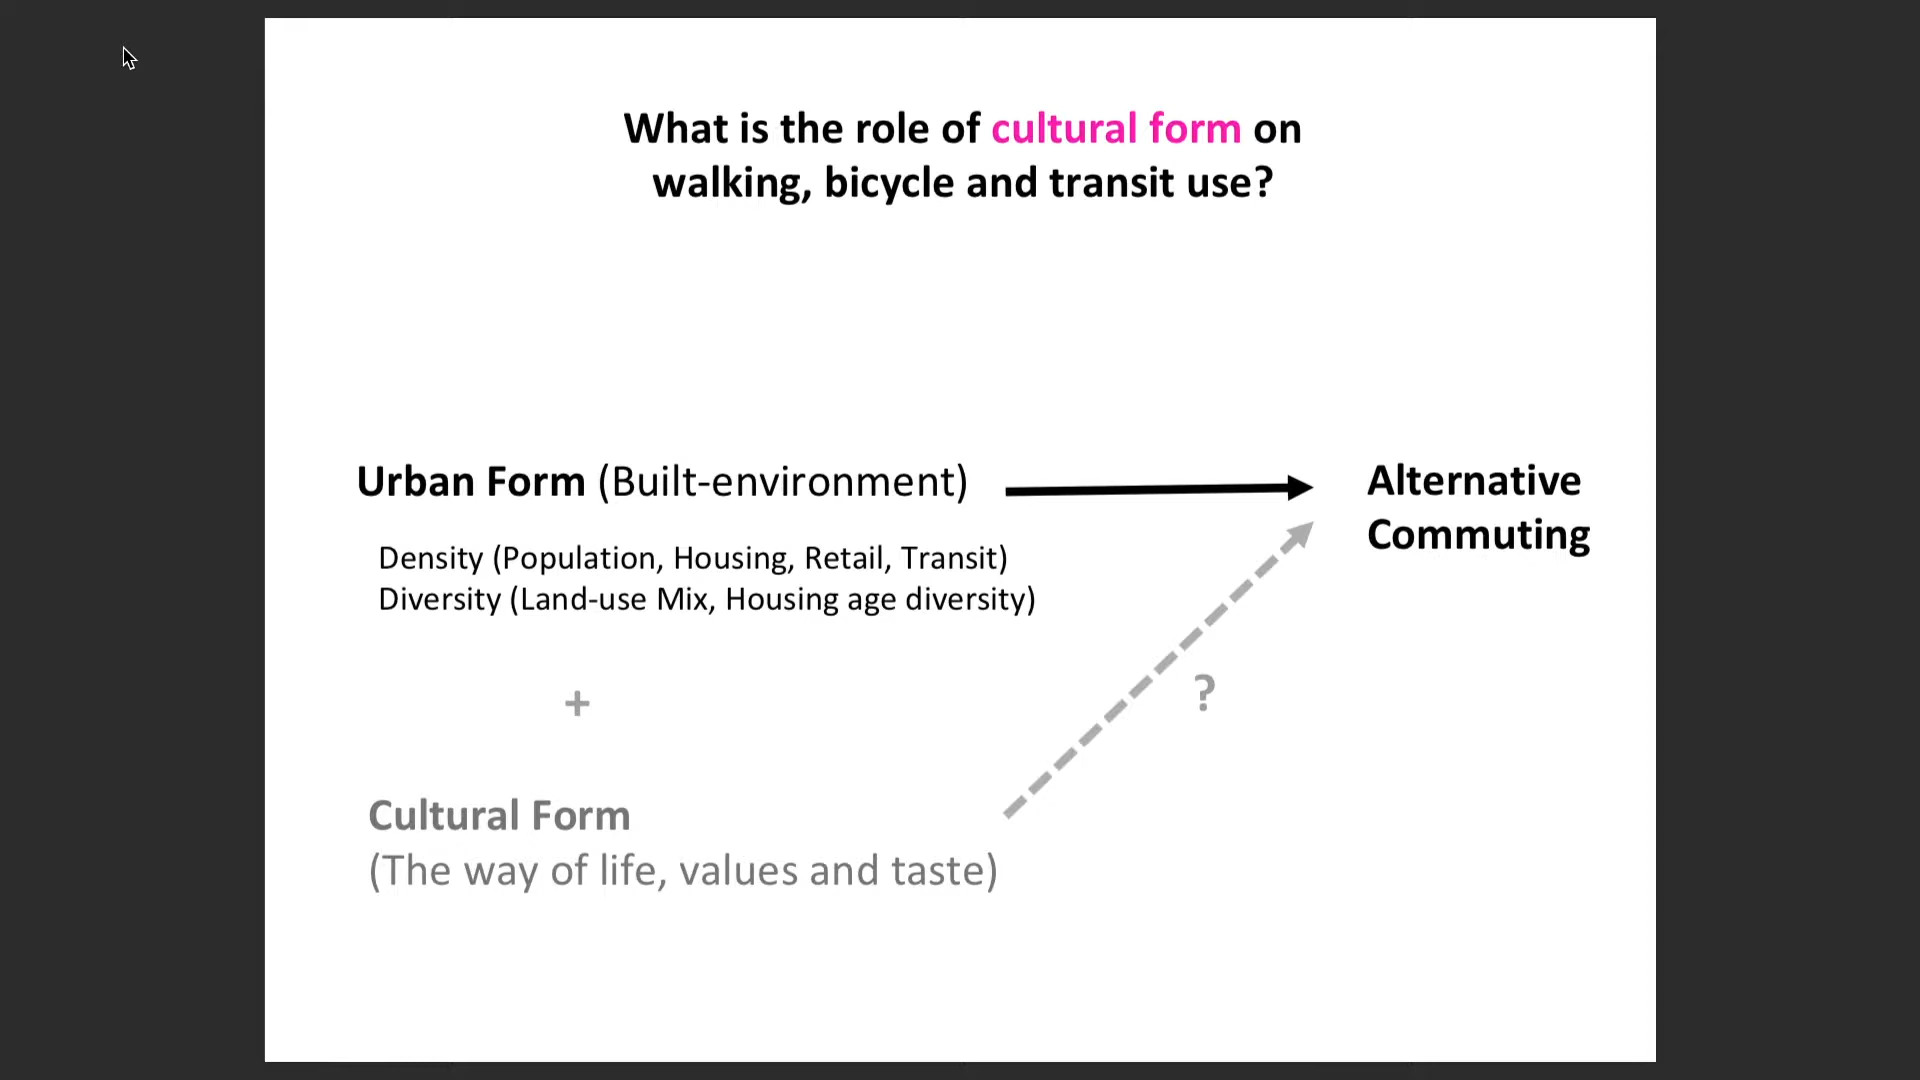 What is the role of cultural form on
walking, bicycle and transit use?
Urban Form (Built-environment)
Alternative
Commuting
Density (Population, Housing, Retail, Transit)
Diversity (Land-use Mix, Housing age diversity)
+
?
Cultural Form
(The way of life, values and taste)